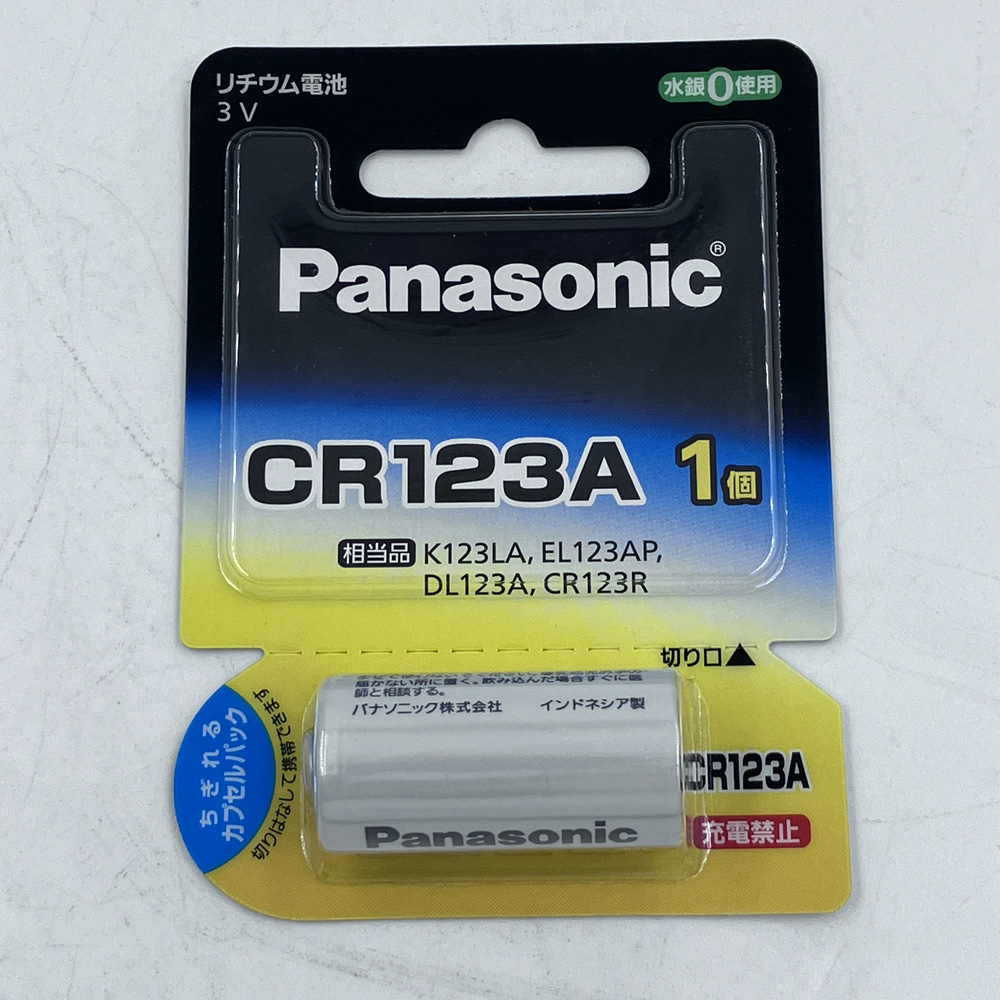 リチウム電池
3V
水銀0使用
Panasonic®
CR123A 1個
相当品 K123LA, EL123AP,
DL123A, CR123R
切り口▲
届かない所に置く。飲み込んだ場合すぐに医
師と相談する。
パナソニック株式会社 インドネシア製
Panasonic
CR123A
充電禁止
ちぎれる
カプセルパック
切りはなして携帯できます